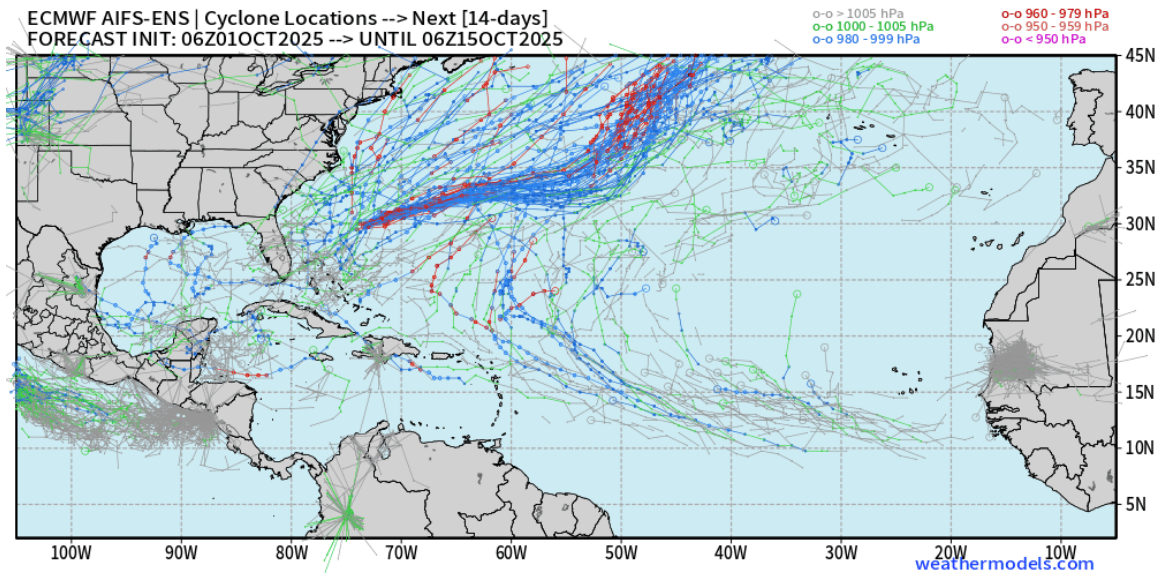 ECMWF AIFS-ENS | Cyclone Locations --> Next [14-days]
FORECAST INIT: 06Z01OCT2025 --> UNTIL 06Z15OCT2025
o-o > 1005 hPa
o-o 1000 - 1005 hPa
o-o 980 - 999 hPa
o-o 960 - 979 hPa
o-o 950 - 959 hPa
o-o < 950 hPa
45N
40N
35N
30N
25N
20N
15N
10N
5N
100W 90W 80W 70W 60W 50W 40W 30W 20W 10W
weathermodels.com